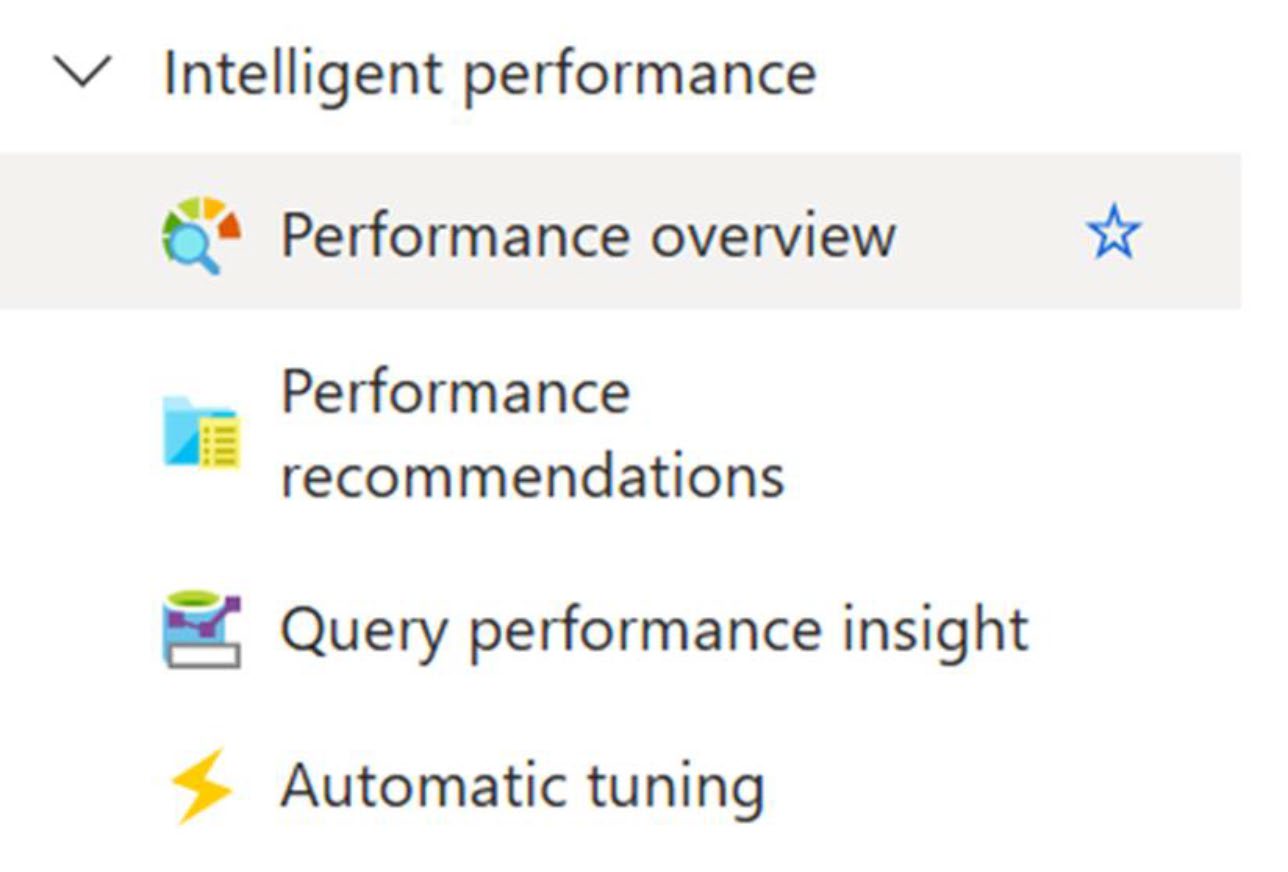 Intelligent performance
Performance overview
Performance
recommendations
Query performance insight
Automatic tuning